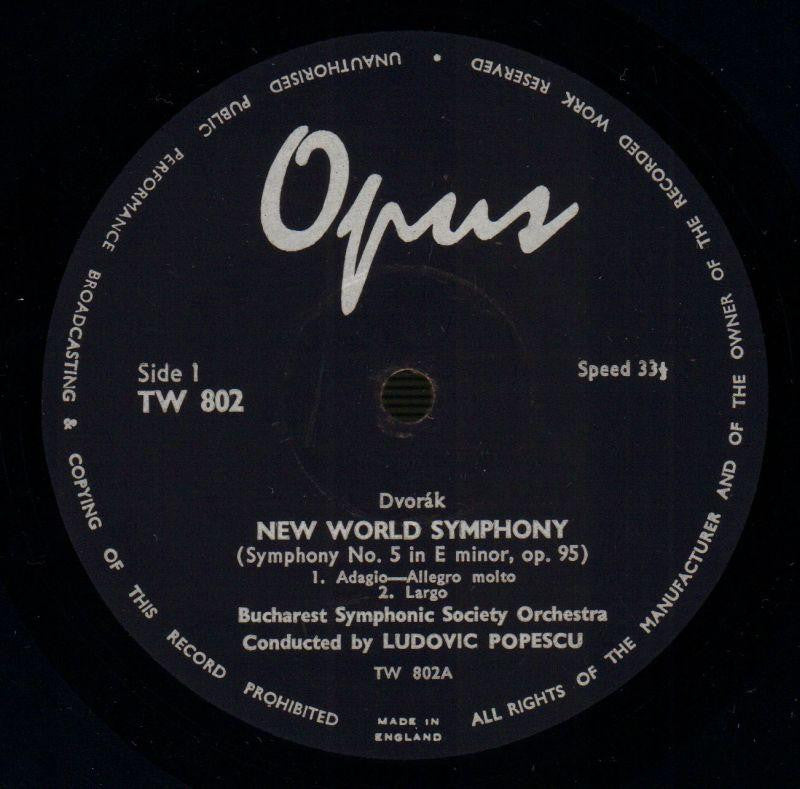 Opus
Side 1
TW 802
Speed 33⅓
Dvorák
NEW WORLD SYMPHONY
(Symphony No. 5 in E minor, op. 95)
1. Adagio—Allegro molto
2. Largo
Bucharest Symphonic Society Orchestra
Conducted by LUDOVIC POPESCU
TW 802A
MADE IN
ENGLAND
ALL RIGHTS OF THE MANUFACTURER AND OF THE OWNER OF THE RECORDED WORK RESERVED • UNAUTHORISED PUBLIC PERFORMANCE BROADCASTING & COPYING OF THIS RECORD PROHIBITED